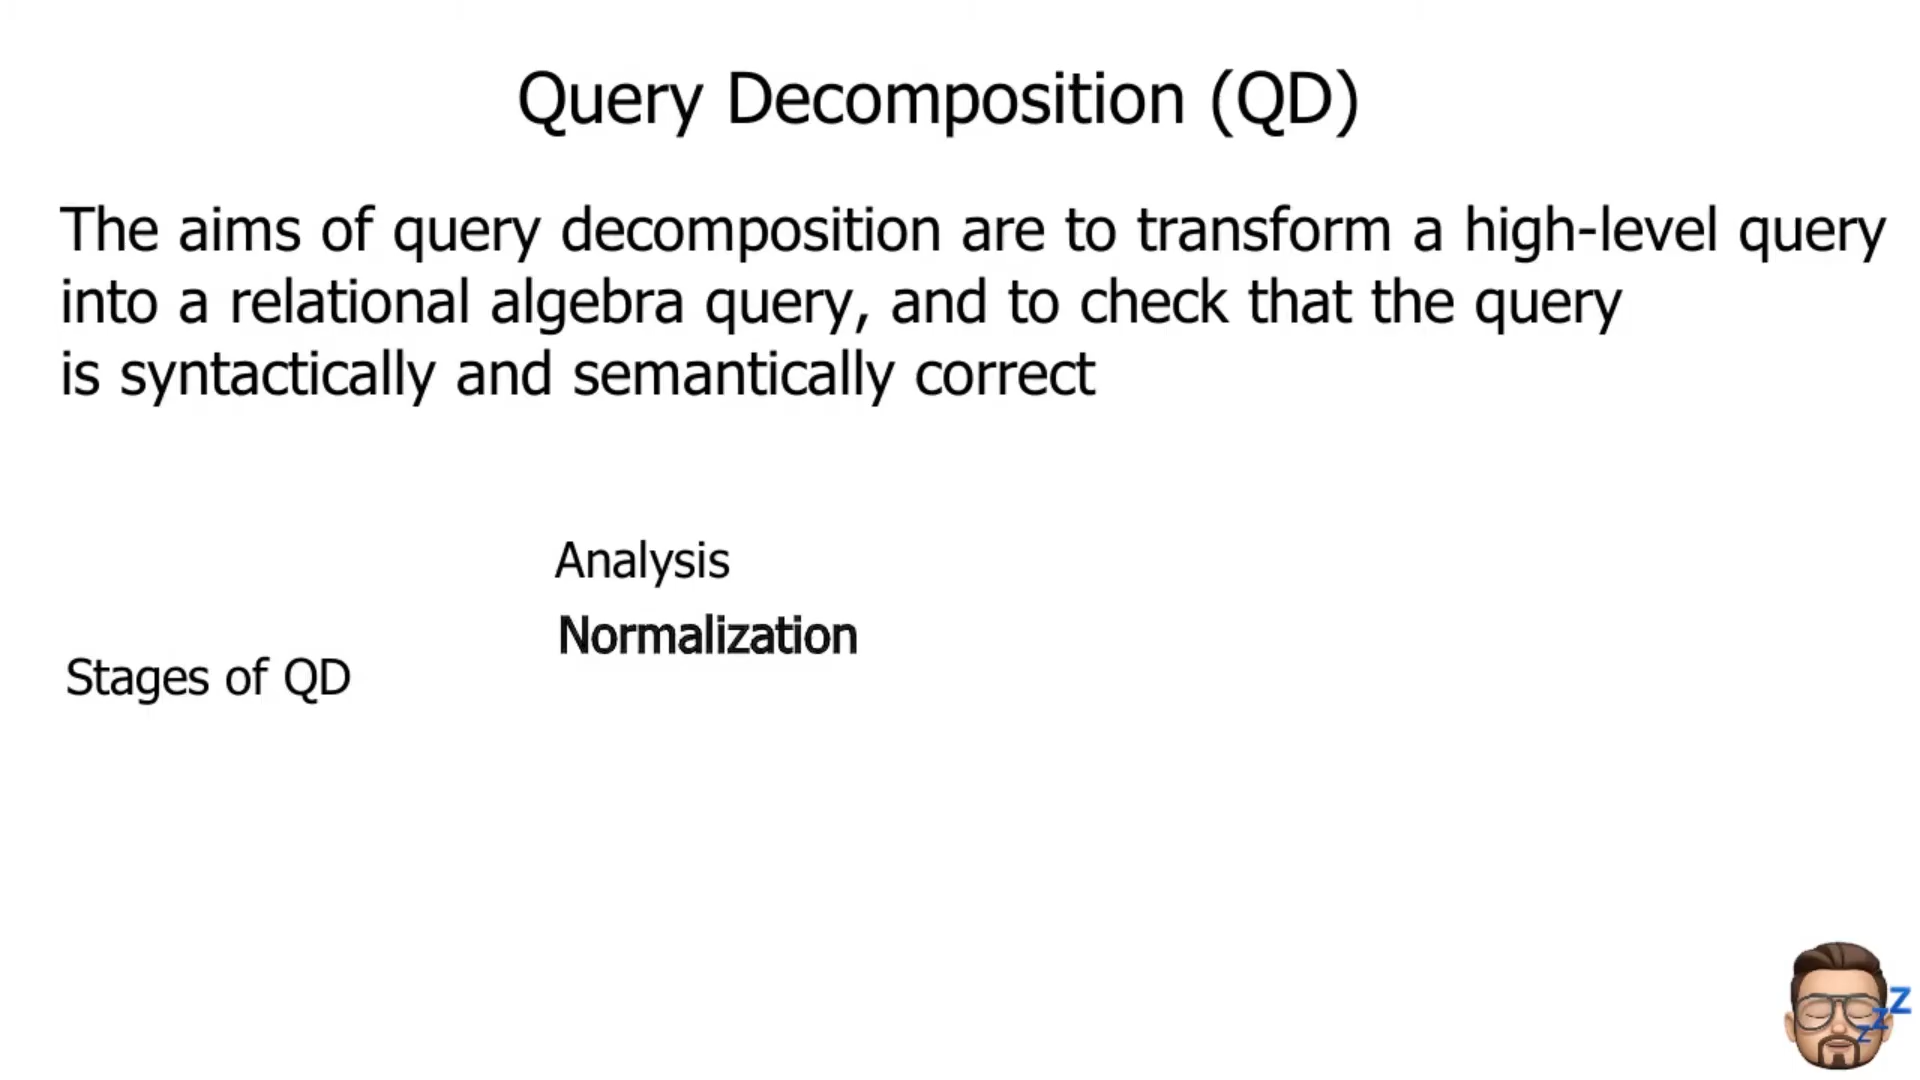 Query Decomposition (QD)
The aims of query decomposition are to transform a high-level query
into a relational algebra query, and to check that the query
is syntactically and semantically correct
Analysis
Normalization
Stages of QD
z
z
Z